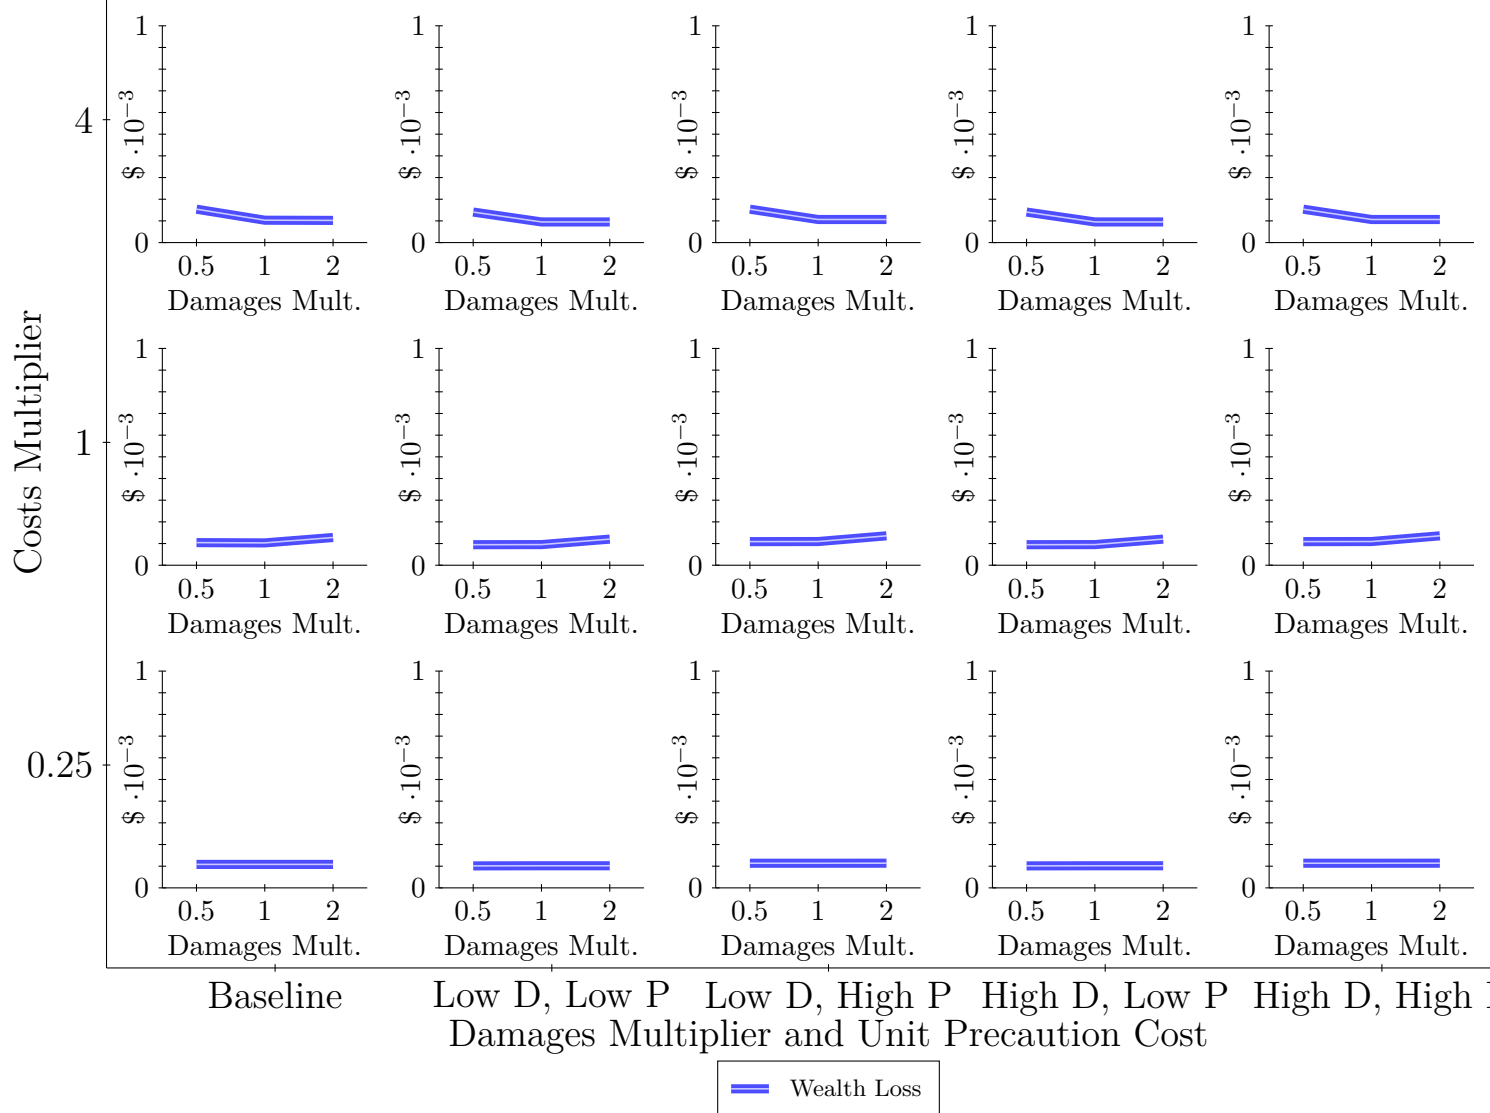 1 1 1 1 1
$ ·10−3 $ ·10−3 $ ·10−3 $ ·10−3 $ ·10−3
4
0 0 0 0 0
0.5 1 2 0.5 1 2 0.5 1 2 0.5 1 2 0.5 1 2
Damages Mult. Damages Mult. Damages Mult. Damages Mult. Damages Mult.
Costs Multiplier
1 1 1 1 1
$ ·10−3 $ ·10−3 $ ·10−3 $ ·10−3 $ ·10−3
1
0 0 0 0 0
0.5 1 2 0.5 1 2 0.5 1 2 0.5 1 2 0.5 1 2
Damages Mult. Damages Mult. Damages Mult. Damages Mult. Damages Mult.
1 1 1 1 1
$ ·10−3 $ ·10−3 $ ·10−3 $ ·10−3 $ ·10−3
0.25
0 0 0 0 0
0.5 1 2 0.5 1 2 0.5 1 2 0.5 1 2 0.5 1 2
Damages Mult. Damages Mult. Damages Mult. Damages Mult. Damages Mult.
Baseline Low D, Low P Low D, High P High D, Low P High D, High
Damages Multiplier and Unit Precaution Cost
Wealth Loss